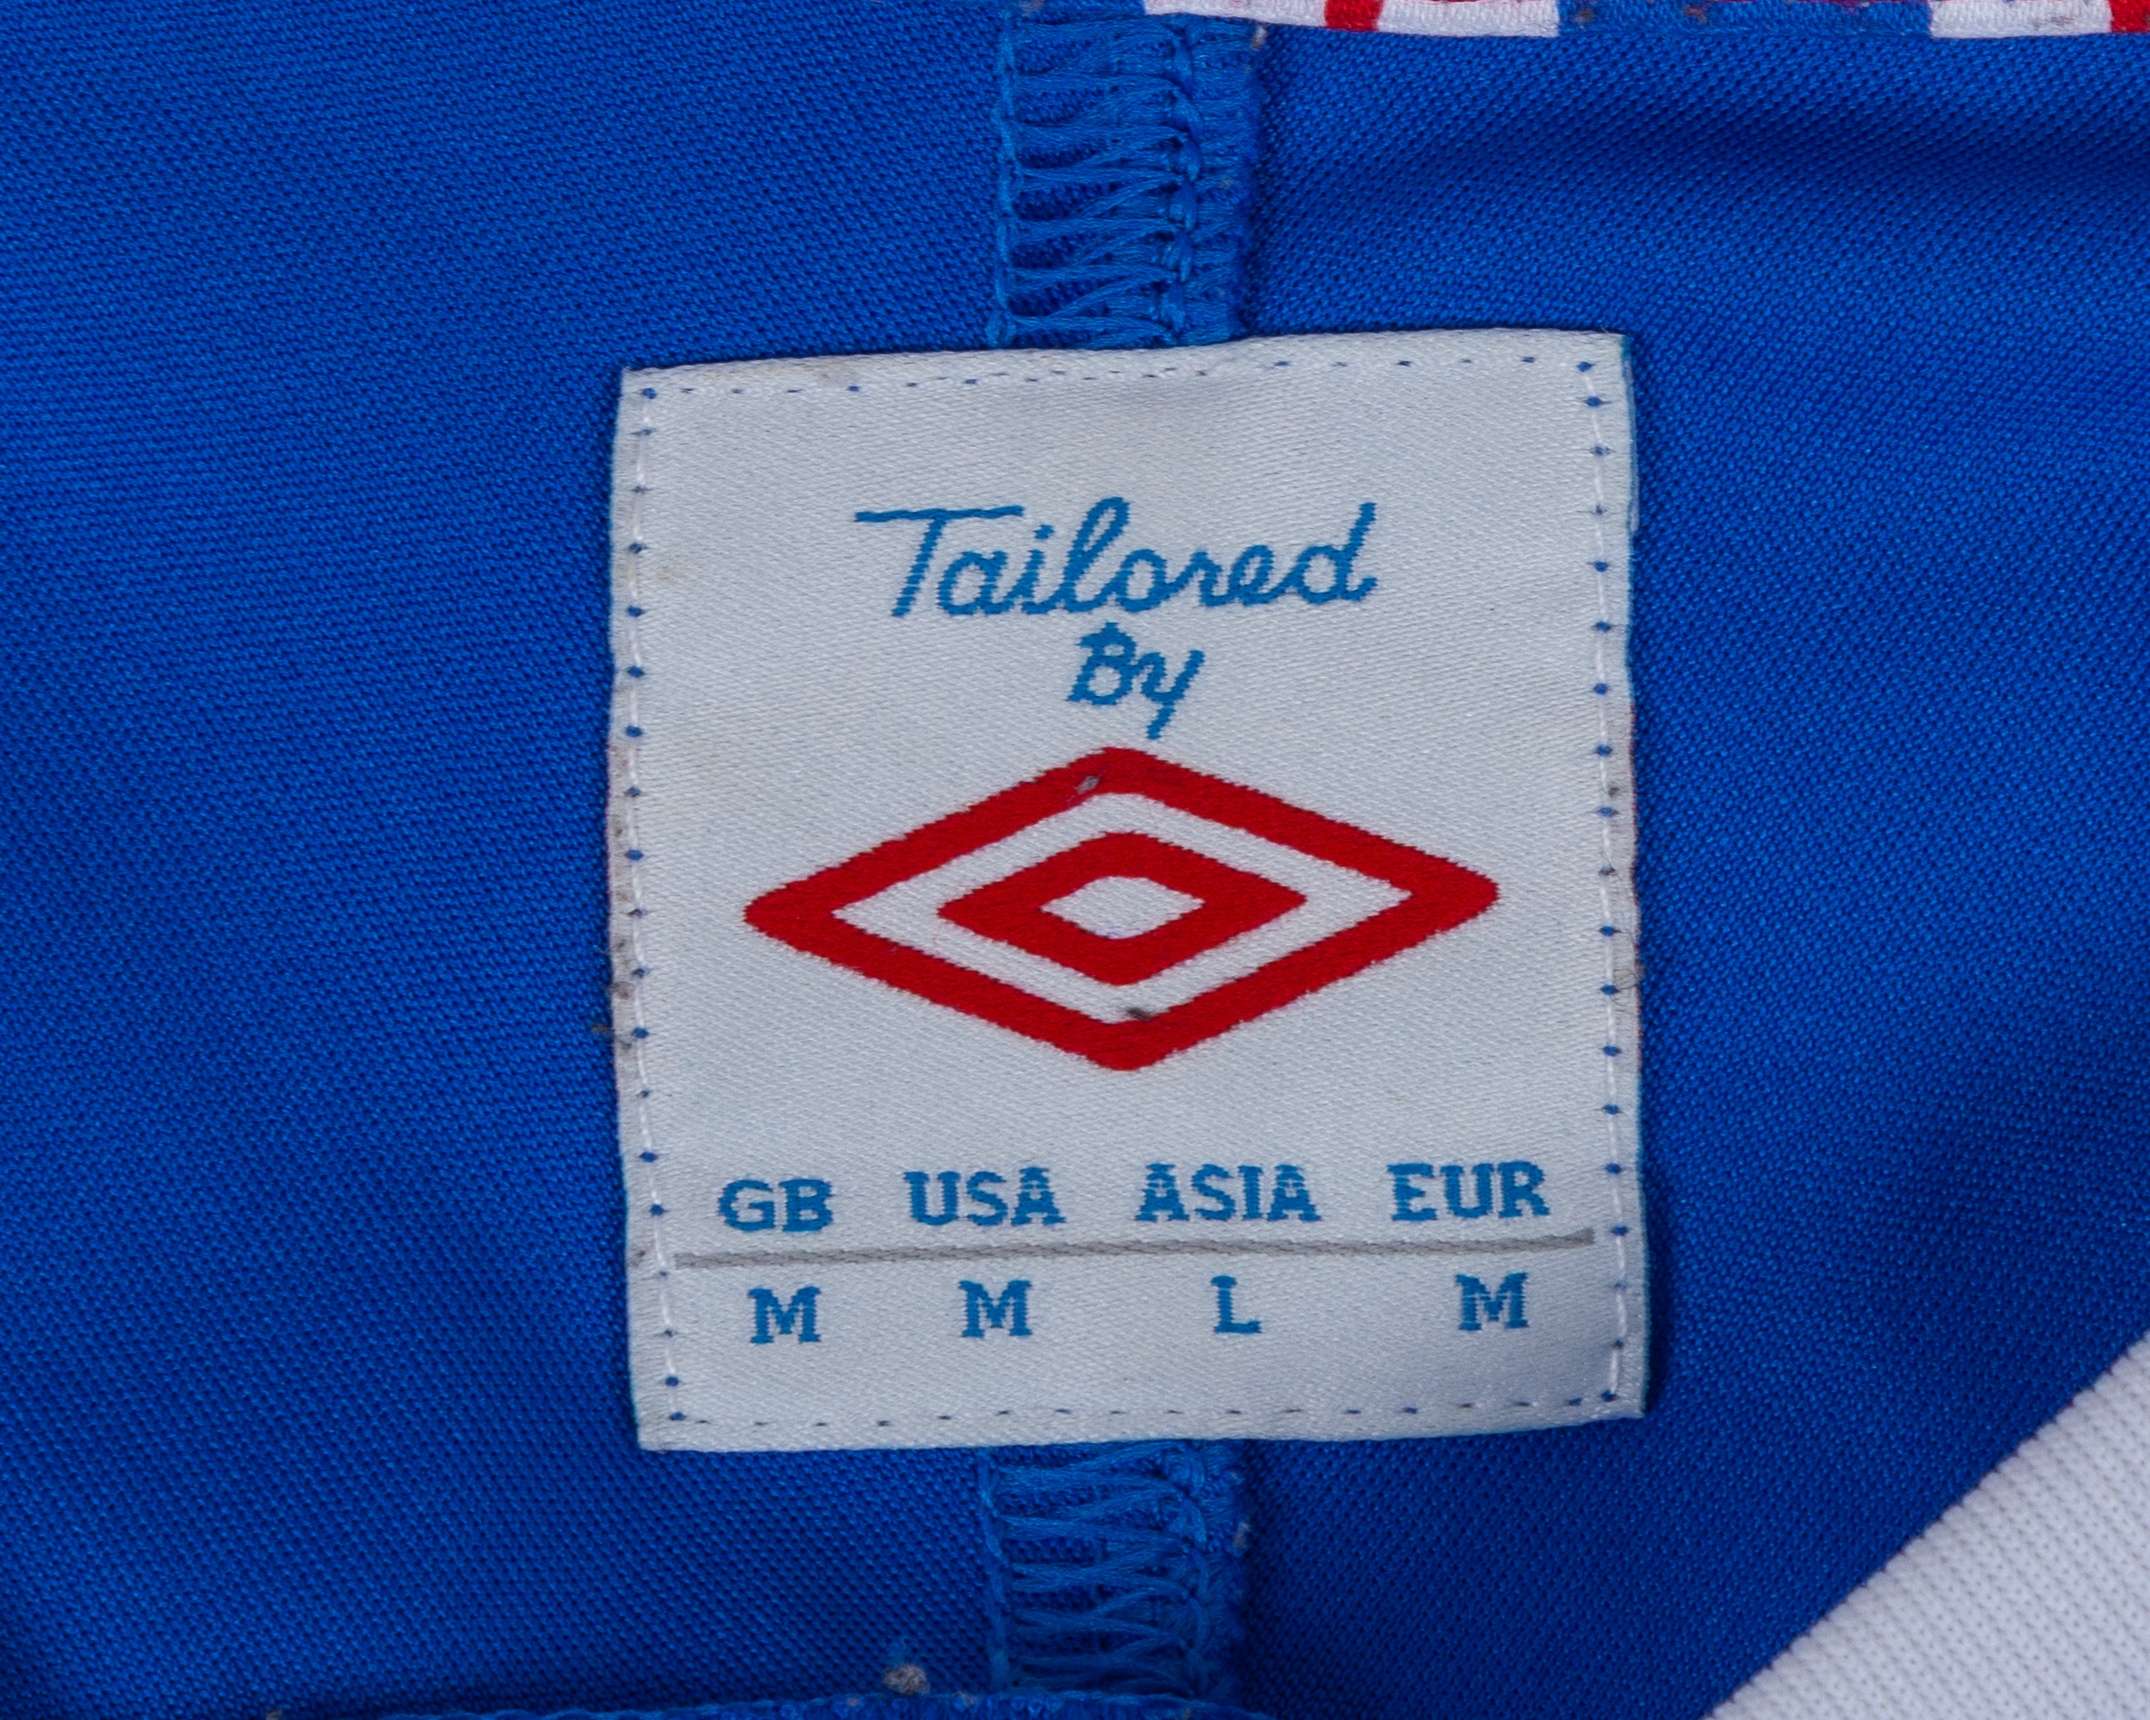 Tailored
By
GB USA ASIA EUR
M M L M